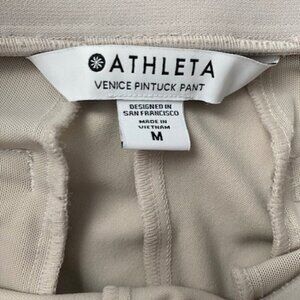 ATHLETA
VENICE PINTUCK PANT
DESIGNED IN
SAN FRANCISCO
MADE IN
VIETNAM
M